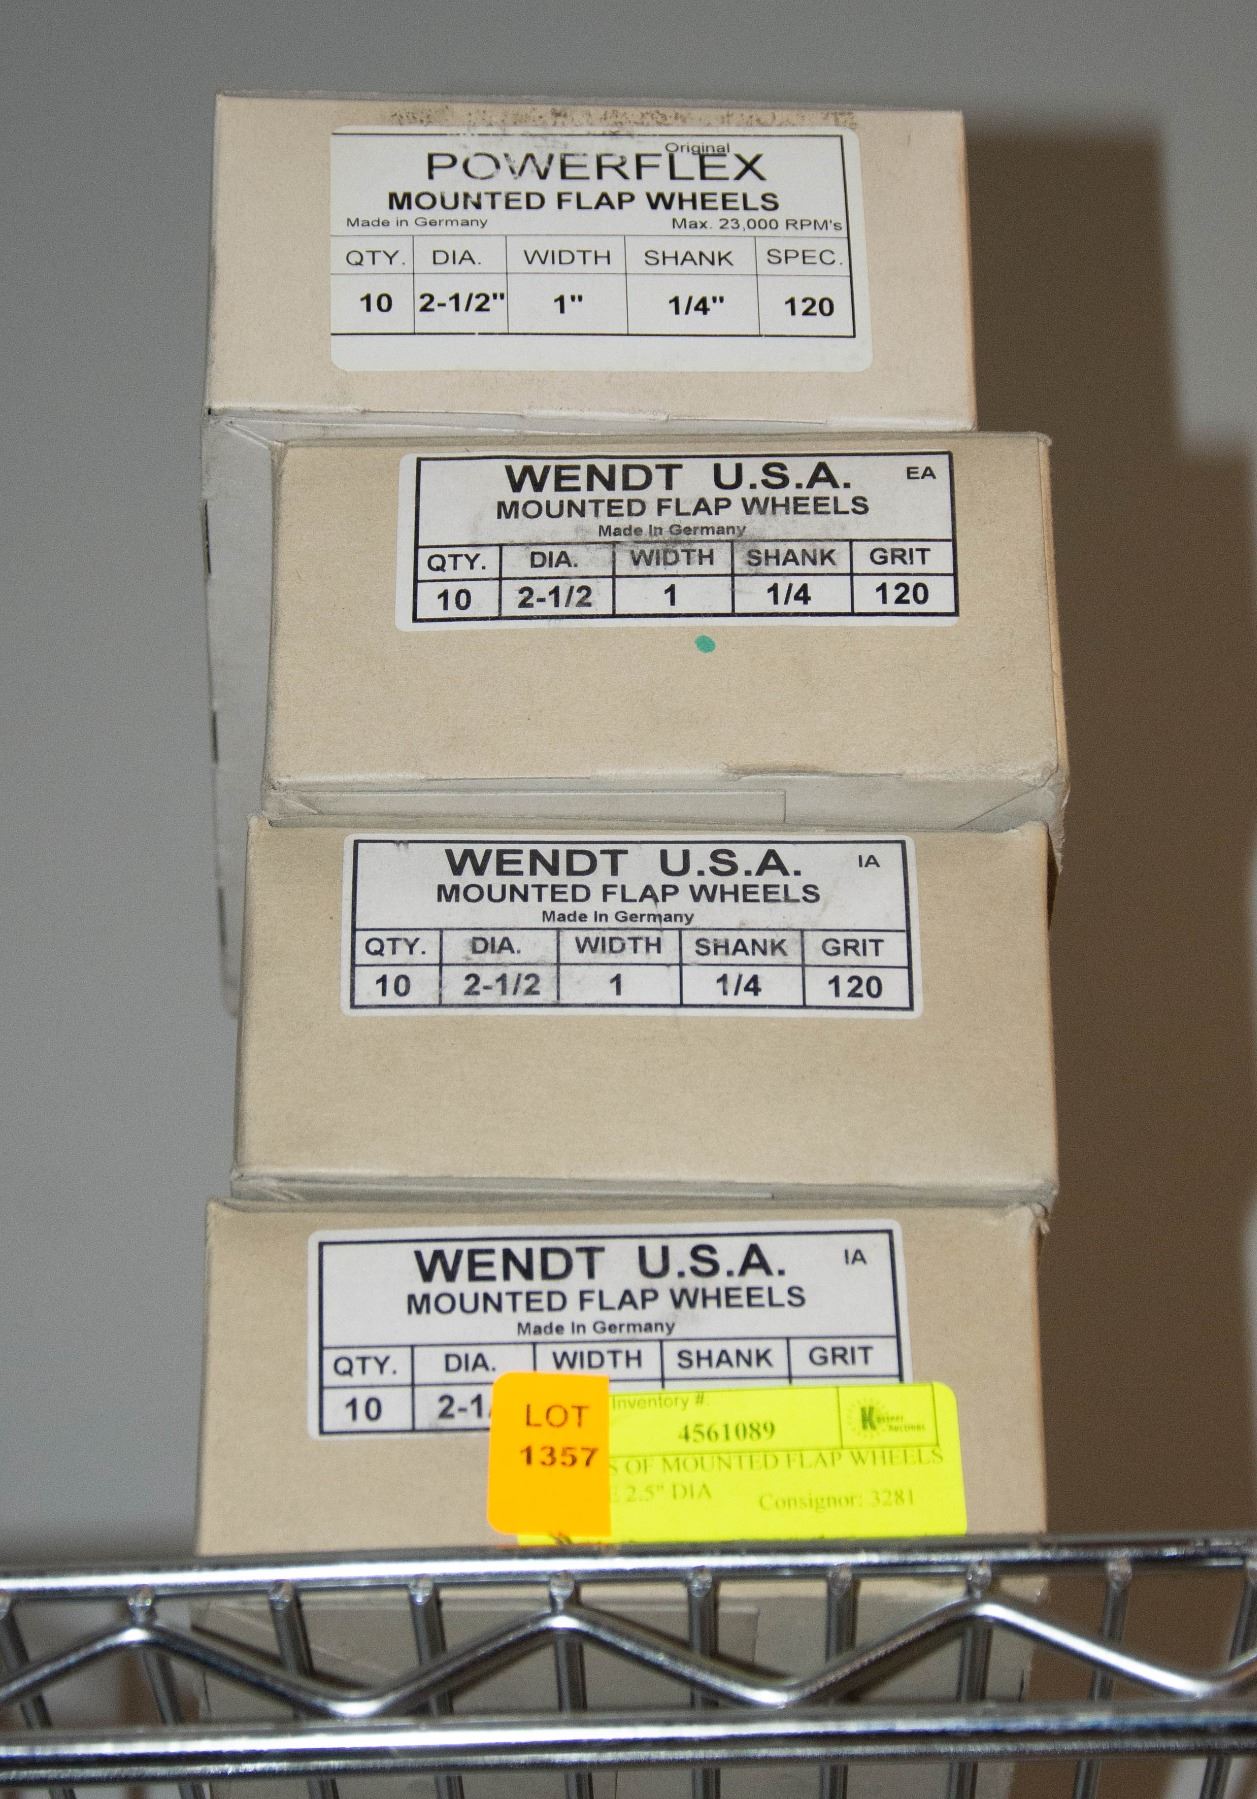 Original
POWERFLEX
MOUNTED FLAP WHEELS
Made in Germany Max. 23,000 RPM's
QTY. DIA. WIDTH SHANK SPEC.
10 2-1/2" 1" 1/4" 120
WENDT U.S.A. EA
MOUNTED FLAP WHEELS
Made In Germany
QTY. DIA. WIDTH SHANK GRIT
10 2-1/2 1 1/4 120
WENDT U.S.A. IA
MOUNTED FLAP WHEELS
Made In Germany
QTY. DIA. WIDTH SHANK GRIT
10 2-1/2 1 1/4 120
WENDT U.S.A. IA
MOUNTED FLAP WHEELS
Made In Germany
QTY. DIA. WIDTH SHANK GRIT
10 2-1/
LOT
1357
Inventory #.
4561089
S OF MOUNTED FLAP WHEELS
E 2.5" DIA Consignor: 3281